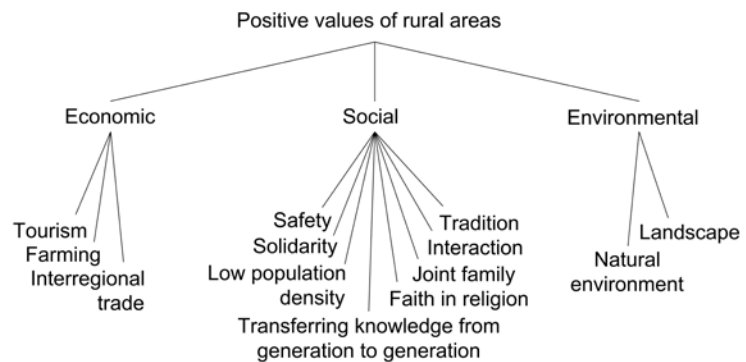 Positive values of rural areas
Economic
Social
Environmental
Tourism
Farming
Interregional
trade
Safety
Solidarity
Low population
density
Transferring knowledge from
generation to generation
Tradition
Interaction
Joint family
Faith in religion
Landscape
Natural
environment